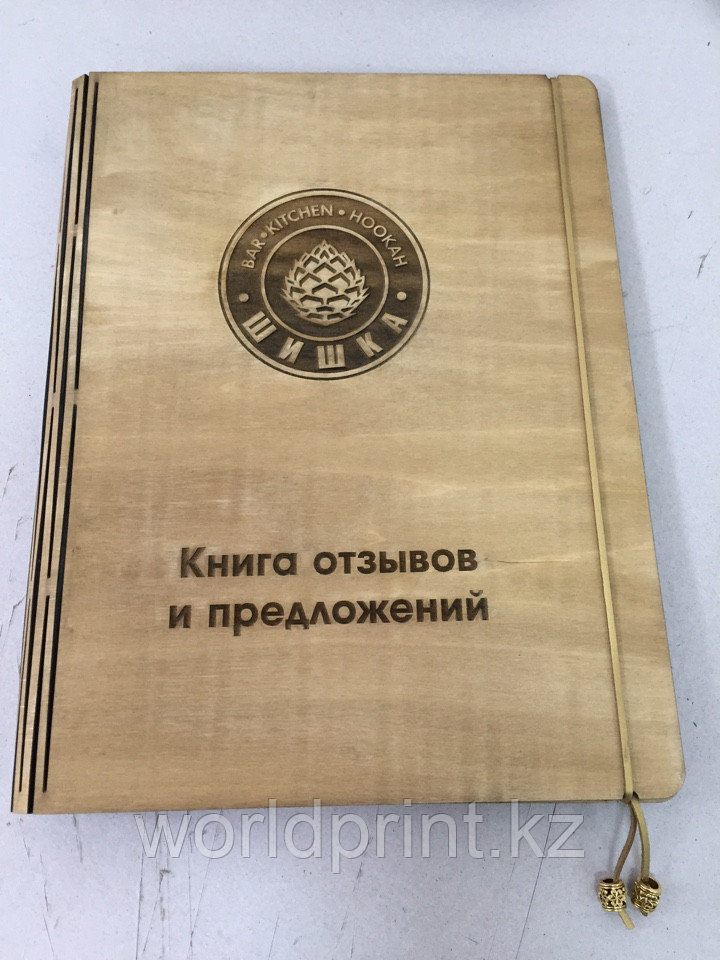 BAR • KITCHEN • HOOKAH
• ШИШКА •
Книга отзывов
и предложений
worldprint.kz